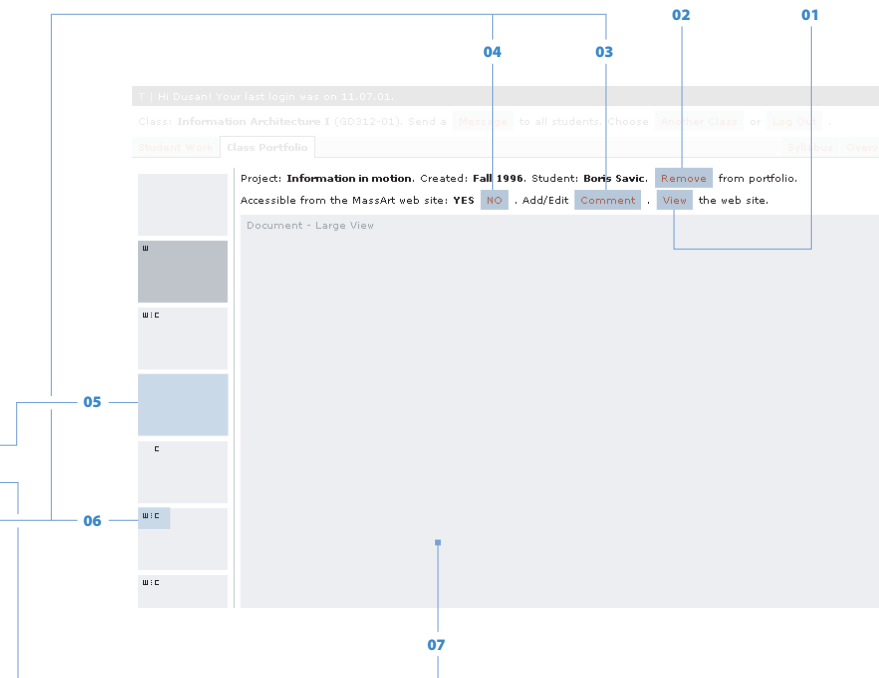 02
01
04
03
T | Hi Dusan! Your last login was on 11.07.01.
Class: Information Architecture I (GD312-01). Send a Message to all students. Choose Another Class or Log Out .
Student Work Class Portfolio Syllabus
Project: Information in motion. Created: Fall 1996. Student: Boris Savic. Remove from portfolio.
Accessible from the MassArt web site: YES NO . Add/Edit Comment . View the web site.
Document - Large View
W
W|C
05
C
W|C
06
W|C
07